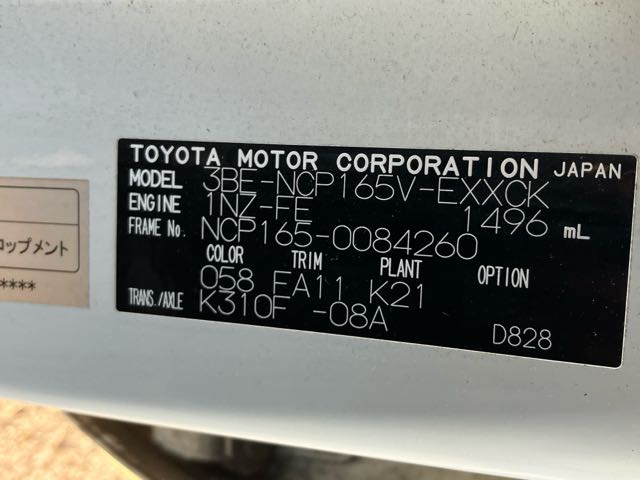 TOYOTA MOTOR CORPORATION JAPAN
MODEL 3BE-NCP165V-EXXCK
ENGINE 1NZ-FE 1496 mL
FRAME No. NCP165-0084260
COLOR TRIM PLANT OPTION
058 FA11 K21
TRANS./AXLE K310F -08A
D828
ロップメント
****